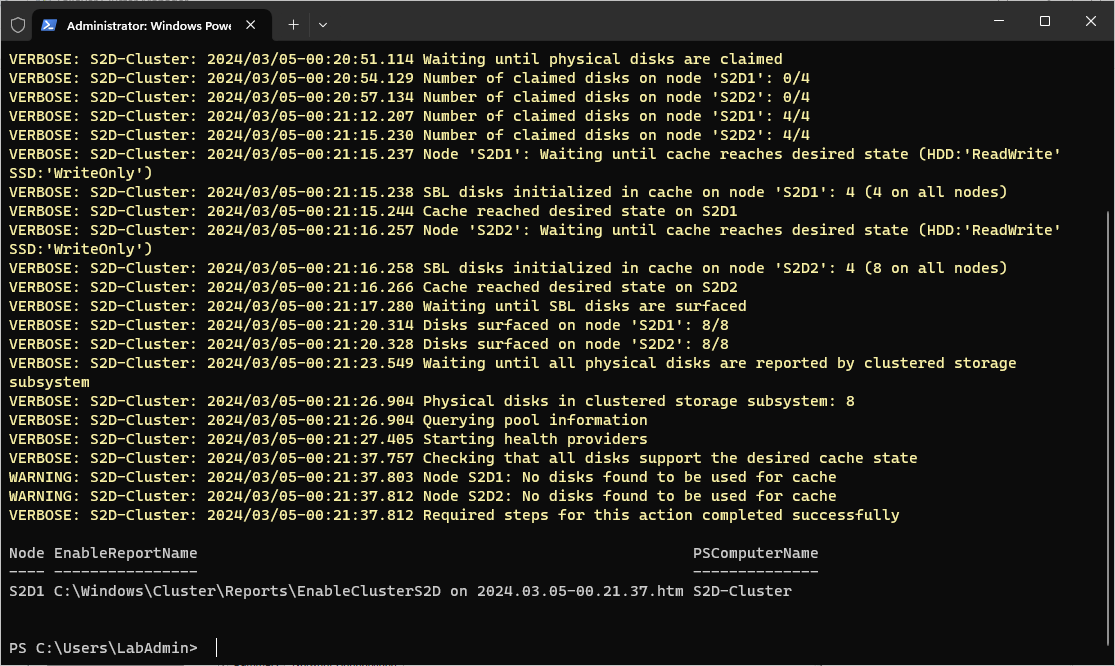 Administrator: Windows Powe
VERBOSE: S2D-Cluster: 2024/03/05-00:20:51.114 Waiting until physical disks are claimed
VERBOSE: S2D-Cluster: 2024/03/05-00:20:54.129 Number of claimed disks on node 'S2D1': 0/4
VERBOSE: S2D-Cluster: 2024/03/05-00:20:57.134 Number of claimed disks on node 'S2D2': 0/4
VERBOSE: S2D-Cluster: 2024/03/05-00:21:12.207 Number of claimed disks on node 'S2D1': 4/4
VERBOSE: S2D-Cluster: 2024/03/05-00:21:15.230 Number of claimed disks on node 'S2D2': 4/4
VERBOSE: S2D-Cluster: 2024/03/05-00:21:15.237 Node 'S2D1': Waiting until cache reaches desired state (HDD:'ReadWrite'
SSD:'WriteOnly')
VERBOSE: S2D-Cluster: 2024/03/05-00:21:15.238 SBL disks initialized in cache on node 'S2D1': 4 (4 on all nodes)
VERBOSE: S2D-Cluster: 2024/03/05-00:21:15.244 Cache reached desired state on S2D1
VERBOSE: S2D-Cluster: 2024/03/05-00:21:16.257 Node 'S2D2': Waiting until cache reaches desired state (HDD:'ReadWrite'
SSD:'WriteOnly')
VERBOSE: S2D-Cluster: 2024/03/05-00:21:16.258 SBL disks initialized in cache on node 'S2D2': 4 (8 on all nodes)
VERBOSE: S2D-Cluster: 2024/03/05-00:21:16.266 Cache reached desired state on S2D2
VERBOSE: S2D-Cluster: 2024/03/05-00:21:17.280 Waiting until SBL disks are surfaced
VERBOSE: S2D-Cluster: 2024/03/05-00:21:20.314 Disks surfaced on node 'S2D1': 8/8
VERBOSE: S2D-Cluster: 2024/03/05-00:21:20.328 Disks surfaced on node 'S2D2': 8/8
VERBOSE: S2D-Cluster: 2024/03/05-00:21:23.549 Waiting until all physical disks are reported by clustered storage
subsystem
VERBOSE: S2D-Cluster: 2024/03/05-00:21:26.904 Physical disks in clustered storage subsystem: 8
VERBOSE: S2D-Cluster: 2024/03/05-00:21:26.904 Querying pool information
VERBOSE: S2D-Cluster: 2024/03/05-00:21:27.405 Starting health providers
VERBOSE: S2D-Cluster: 2024/03/05-00:21:37.757 Checking that all disks support the desired cache state
WARNING: S2D-Cluster: 2024/03/05-00:21:37.803 Node S2D1: No disks found to be used for cache
WARNING: S2D-Cluster: 2024/03/05-00:21:37.812 Node S2D2: No disks found to be used for cache
VERBOSE: S2D-Cluster: 2024/03/05-00:21:37.812 Required steps for this action completed successfully
Node EnableReportName PSComputerName
---- ---------------- --------------
S2D1 C:\Windows\Cluster\Reports\EnableClusterS2D on 2024.03.05-00.21.37.htm S2D-Cluster
PS C:\Users\LabAdmin>